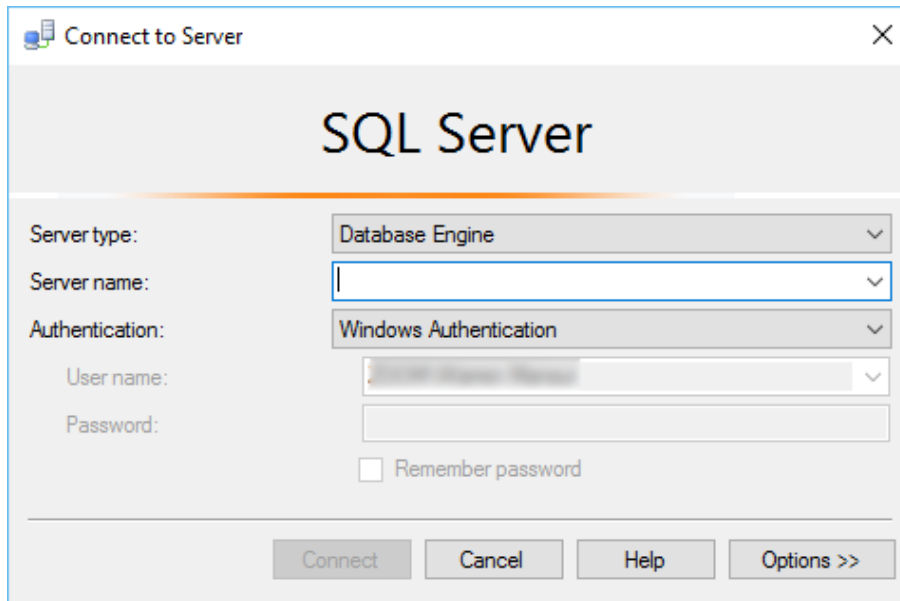 Connect to Server
SQL Server
Server type: Database Engine
Server name:
Authentication: Windows Authentication
User name:
Password:
Remember password
Connect Cancel Help Options >>